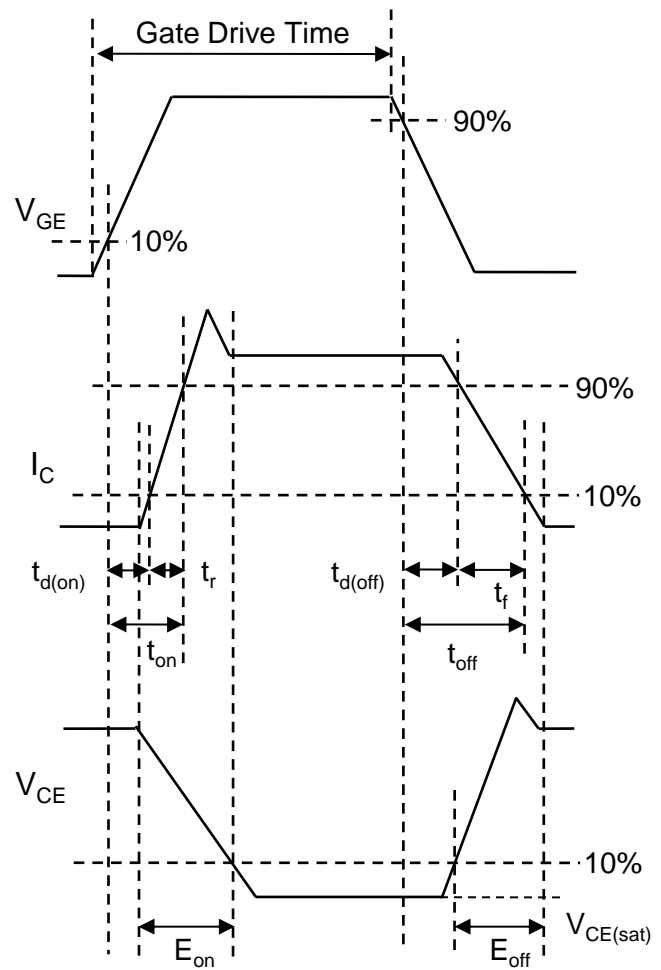 Gate Drive Time
90%
V_GE
10%
90%
I_C
10%
t_d(on)
t_r
t_d(off)
t_f
t_on
t_off
V_CE
10%
V_CE(sat)
E_on
E_off